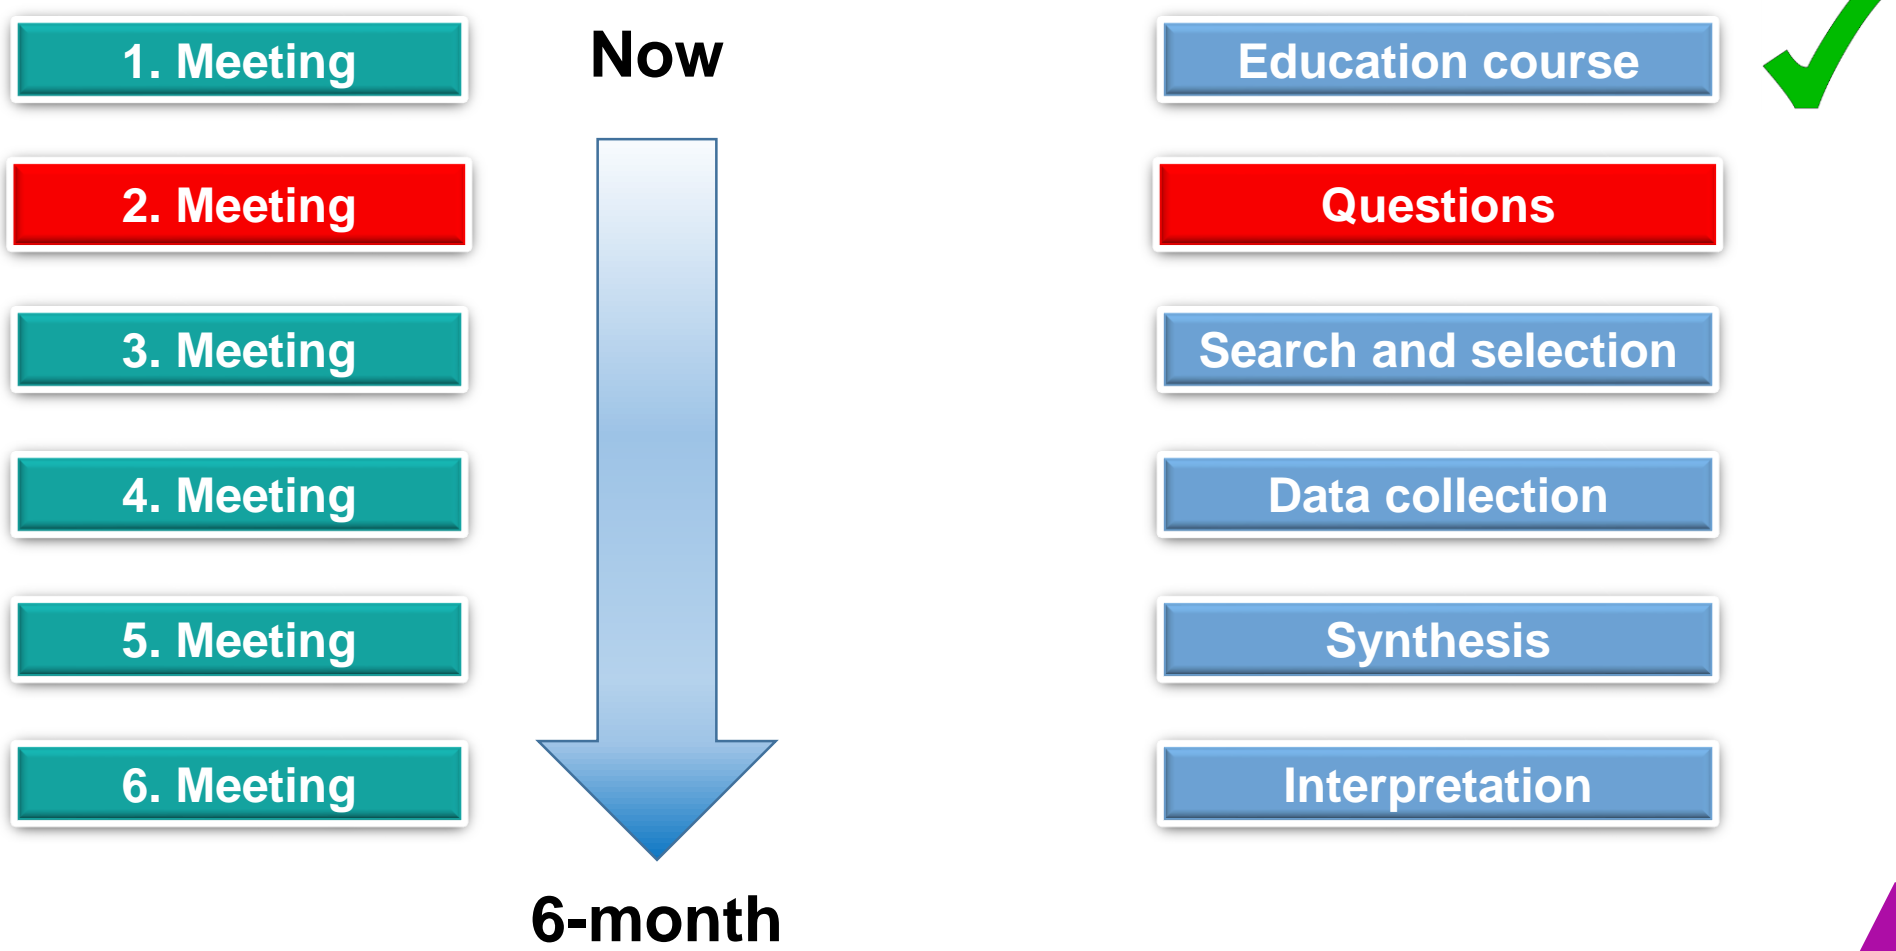 1. Meeting
Now
Education course
2. Meeting
Questions
3. Meeting
Search and selection
4. Meeting
Data collection
5. Meeting
Synthesis
6. Meeting
Interpretation
6-month